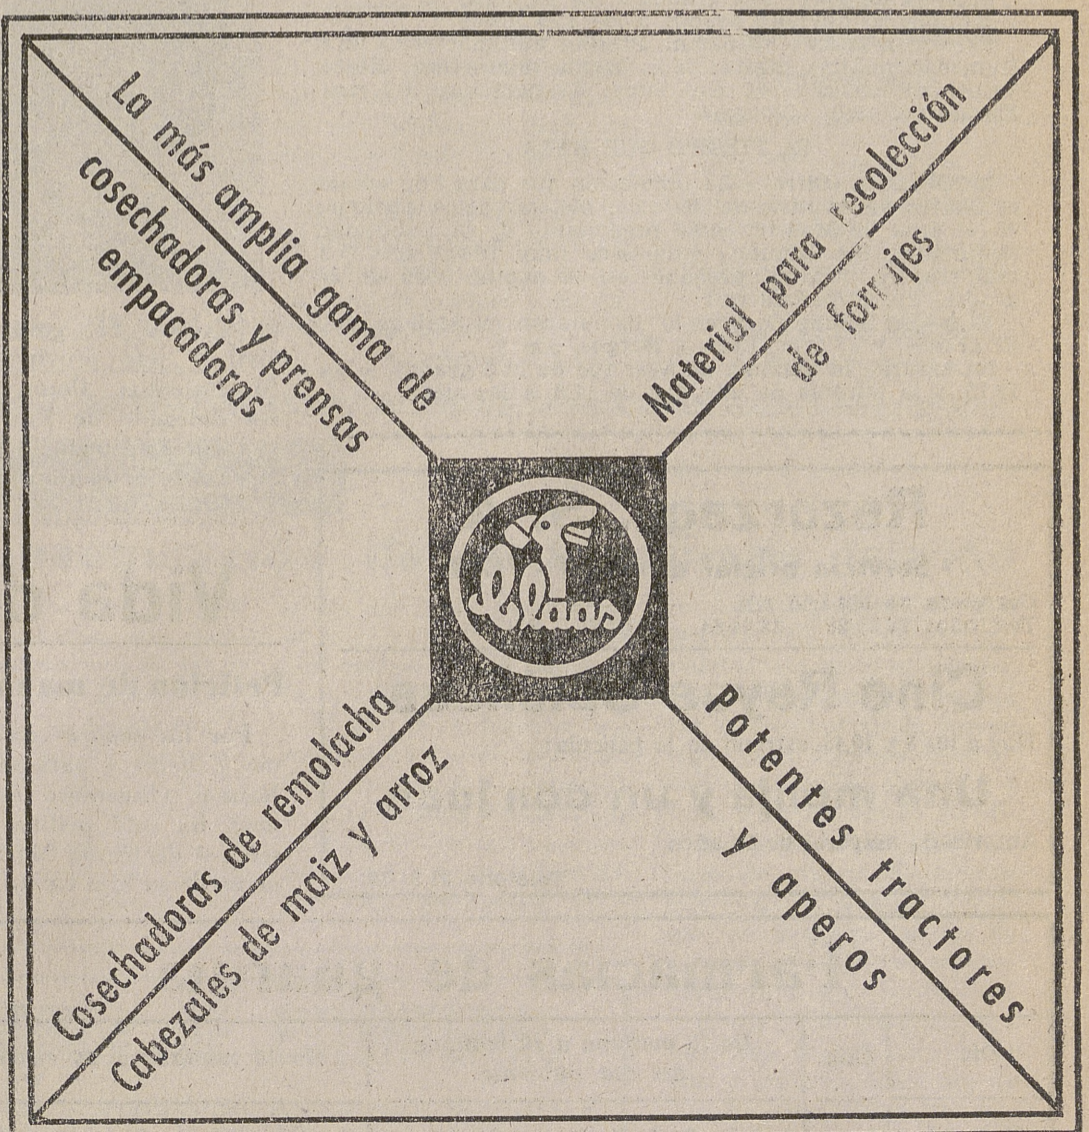 La más amplia gama de
cosechadoras y prensas
empacadoras
Material para recolección
de forrajes
Claas
Cosechadoras de remolacha
Cabezales de maiz y arroz
Potentes tractores
y aperos